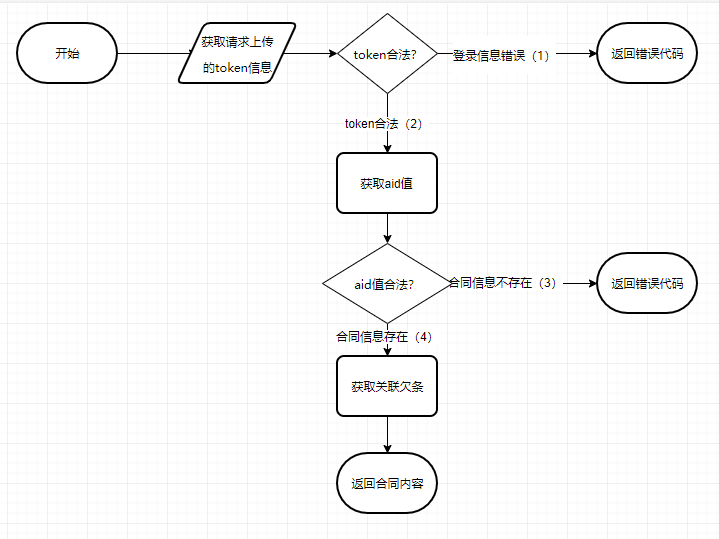 开始
获取请求上传
的token信息
token合法?
登录信息错误（1）
返回错误代码
token合法（2）
获取aid值
aid值合法?
合同信息不存在（3）
返回错误代码
合同信息存在（4）
获取关联欠条
返回合同内容